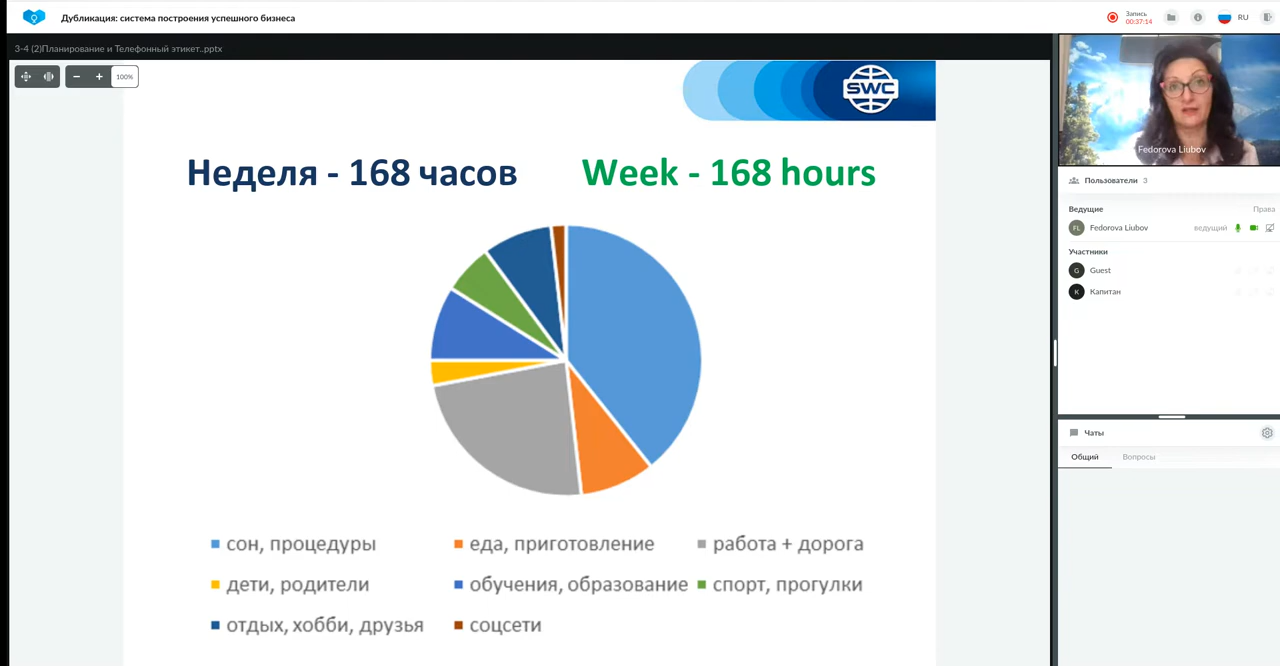 Дубликация: система построения успешного бизнеса
Запись
00:37:14
RU
3-4 (2)Планирование и Телефонный этикет..pptx
100%
SWC
Неделя - 168 часов
Week - 168 hours
сон, процедуры
еда, приготовление
работа + дорога
дети, родители
обучения, образование
спорт, прогулки
отдых, хобби, друзья
соцсети
Fedorova Liubov
Пользователи 3
Ведущие
Права
FL
Fedorova Liubov
ведущий
Участники
G
Guest
К
Капитан
Чаты
Общий
Вопросы